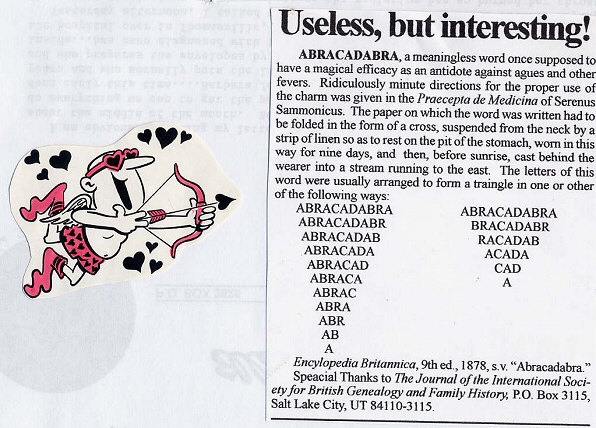 Useless, but interesting!
ABRACADABRA, a meaningless word once supposed to
have a magical efficacy as an antidote against agues and other
fevers. Ridiculously minute directions for the proper use of
the charm was given in the Praecepta de Medicina of Serenus
Sammonicus. The paper on which the word was written had to
be folded in the form of a cross, suspended from the neck by a
strip of linen so as to rest on the pit of the stomach, worn in this
way for nine days, and then, before sunrise, cast behind the
wearer into a stream running to the east. The letters of this
word were usually arranged to form a traingle in one or other
of the following ways:
ABRACADABRA
ABRACADABR
ABRACADAB
ABRACADA
ABRACAD
ABRACA
ABRAC
ABRA
ABR
AB
A
ABRACADABRA
BRACADABR
RACADAB
ACADA
CAD
A
Encylopedia Britannica, 9th ed., 1878, s.v. “Abracadabra.”
Speacial Thanks to The Journal of the International Soci-
ety for British Genealogy and Family History, P.O. Box 3115,
Salt Lake City, UT 84110-3115.